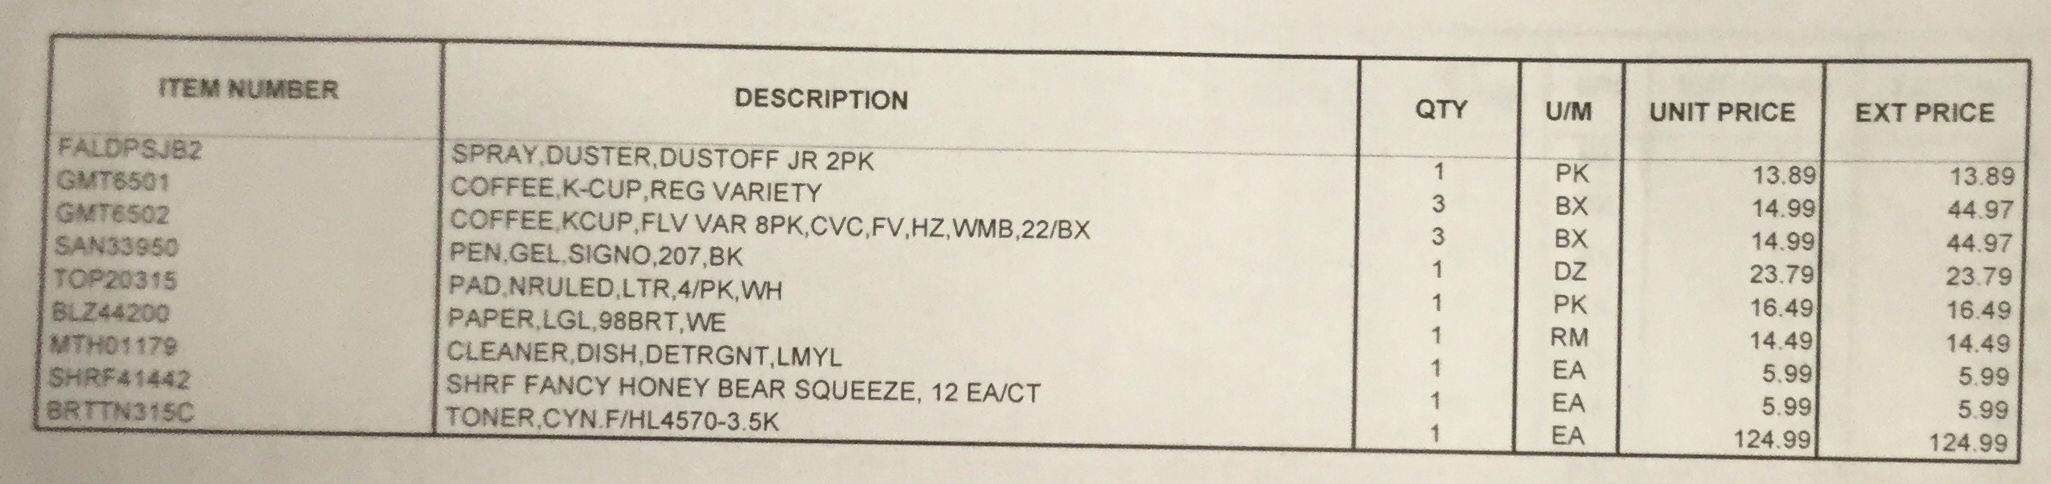 ITEM NUMBER DESCRIPTION QTY U/M UNIT PRICE EXT PRICE
FALDPSJB2 SPRAY,DUSTER,DUSTOFF JR 2PK 1 PK 13.89 13.89
GMT6501 COFFEE,K-CUP,REG VARIETY 3 BX 14.99 44.97
GMT6502 COFFEE,KCUP,FLV VAR 8PK,CVC,FV,HZ,WMB,22/BX 3 BX 14.99 44.97
SAN33950 PEN,GEL,SIGNO,207,BK 1 DZ 23.79 23.79
TOP20315 PAD,NRULED,LTR,4/PK,WH 1 PK 16.49 16.49
BLZ44200 PAPER,LGL,98BRT,WE 1 RM 14.49 14.49
MTH01179 CLEANER,DISH,DETRGNT,LMYL 1 EA 5.99 5.99
SHRF41442 SHRF FANCY HONEY BEAR SQUEEZE, 12 EA/CT 1 EA 5.99 5.99
BRTTN315C TONER,CYN.F/HL4570-3.5K 1 EA 124.99 124.99